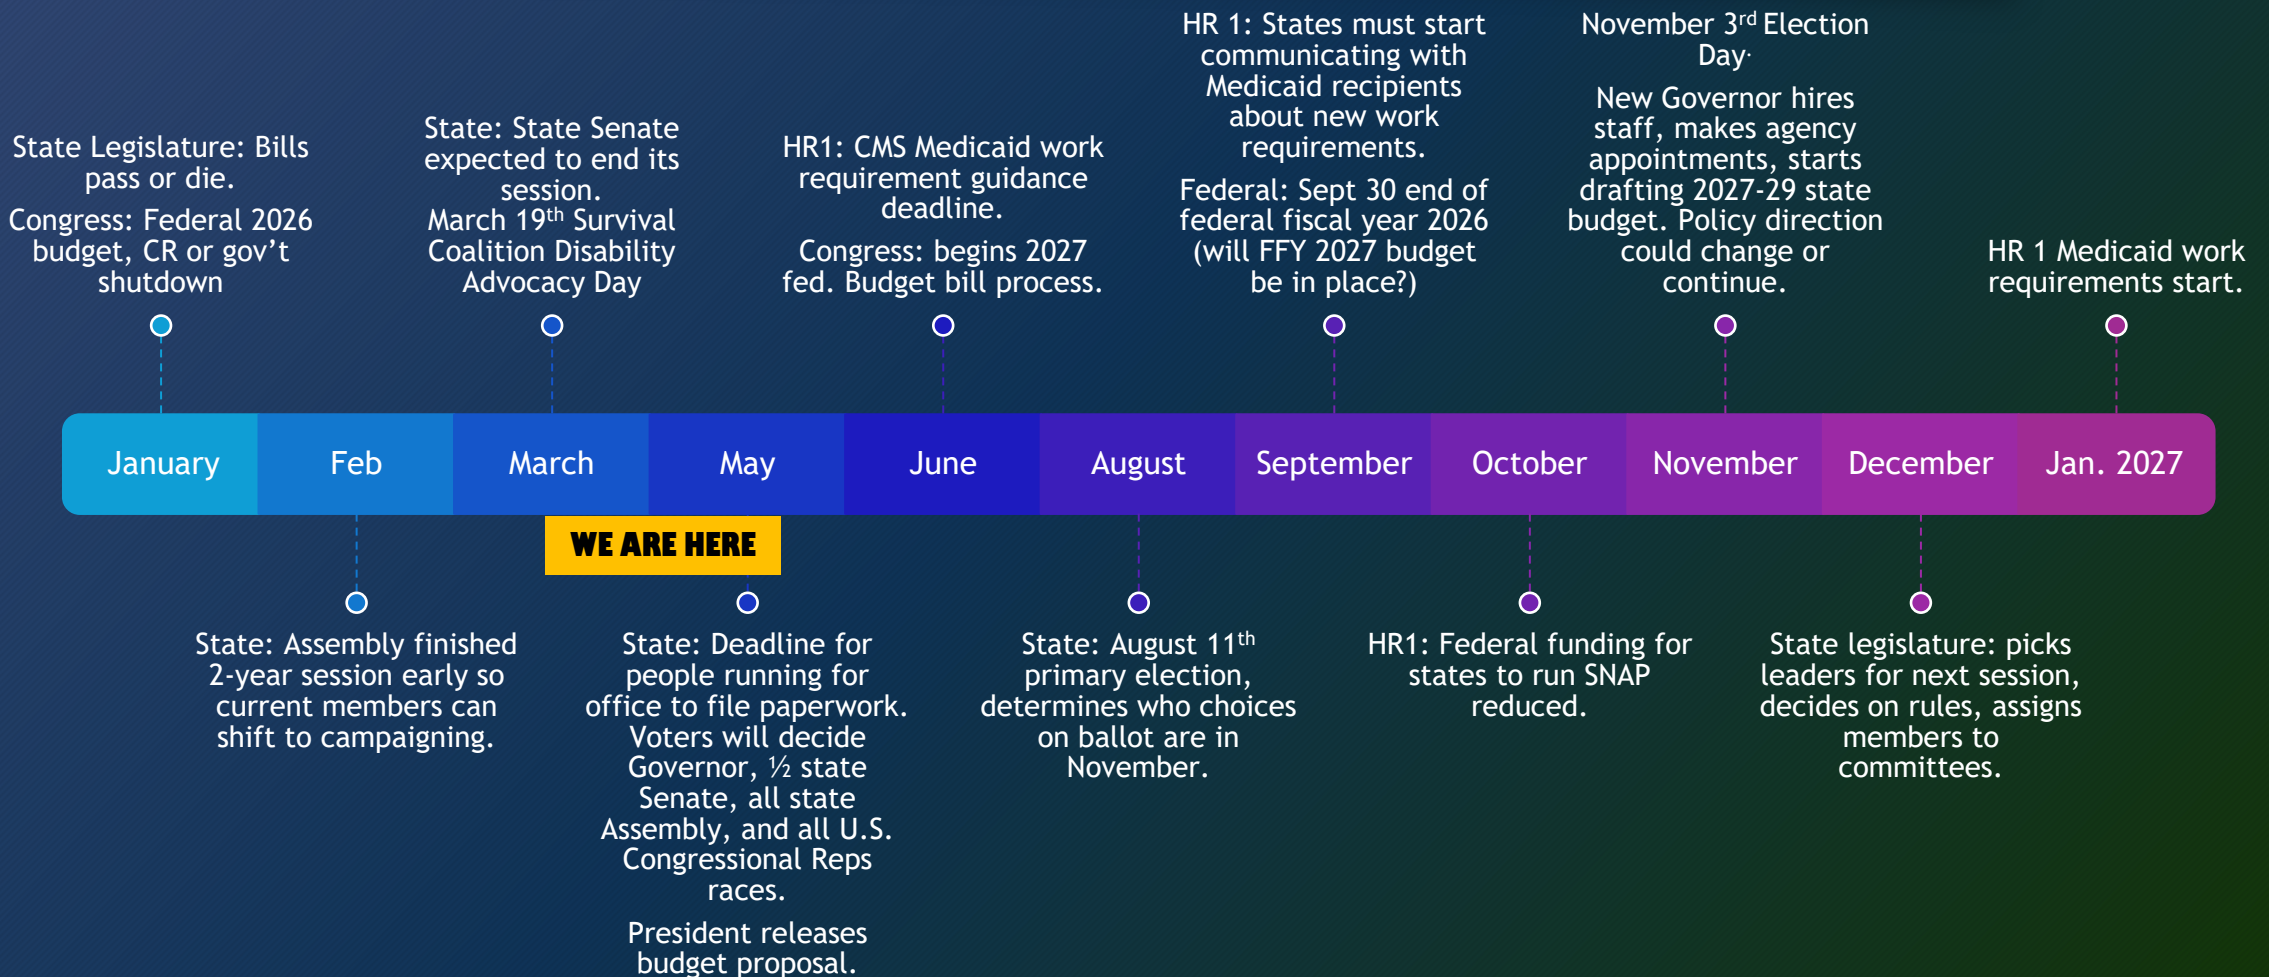 State Legislature: Bills
pass or die.
Congress: Federal 2026
budget, CR or gov’t
shutdown
State: State Senate
expected to end its
session.
March 19th Survival
Coalition Disability
Advocacy Day
HR1: CMS Medicaid work
requirement guidance
deadline.
Congress: begins 2027
fed. Budget bill process.
HR 1: States must start
communicating with
Medicaid recipients
about new work
requirements.
Federal: Sept 30 end of
federal fiscal year 2026
(will FFY 2027 budget
be in place?)
November 3rd Election
Day.
New Governor hires
staff, makes agency
appointments, starts
drafting 2027-29 state
budget. Policy direction
could change or
continue.
HR 1 Medicaid work
requirements start.
January
Feb
March
May
June
August
September
October
November
December
Jan. 2027
WE ARE HERE
State: Assembly finished
2-year session early so
current members can
shift to campaigning.
State: Deadline for
people running for
office to file paperwork.
Voters will decide
Governor, ½ state
Senate, all state
Assembly, and all U.S.
Congressional Reps
races.
President releases
budget proposal.
State: August 11th
primary election,
determines who choices
on ballot are in
November.
HR1: Federal funding for
states to run SNAP
reduced.
State legislature: picks
leaders for next session,
decides on rules, assigns
members to
committees.